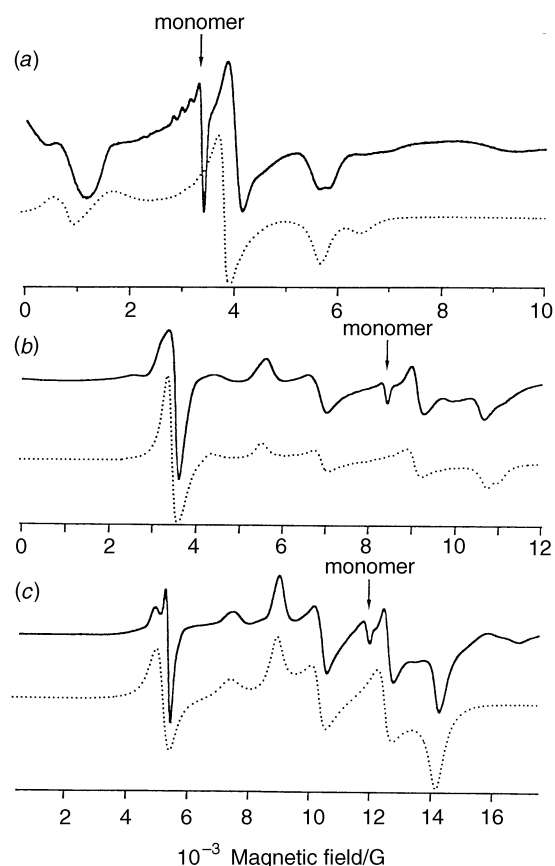 monomer
(a)
0 2 4 6 8 10
monomer
(b)
0 2 4 6 8 10 12
monomer
(c)
2 4 6 8 10 12 14 16
10⁻³ Magnetic field/G